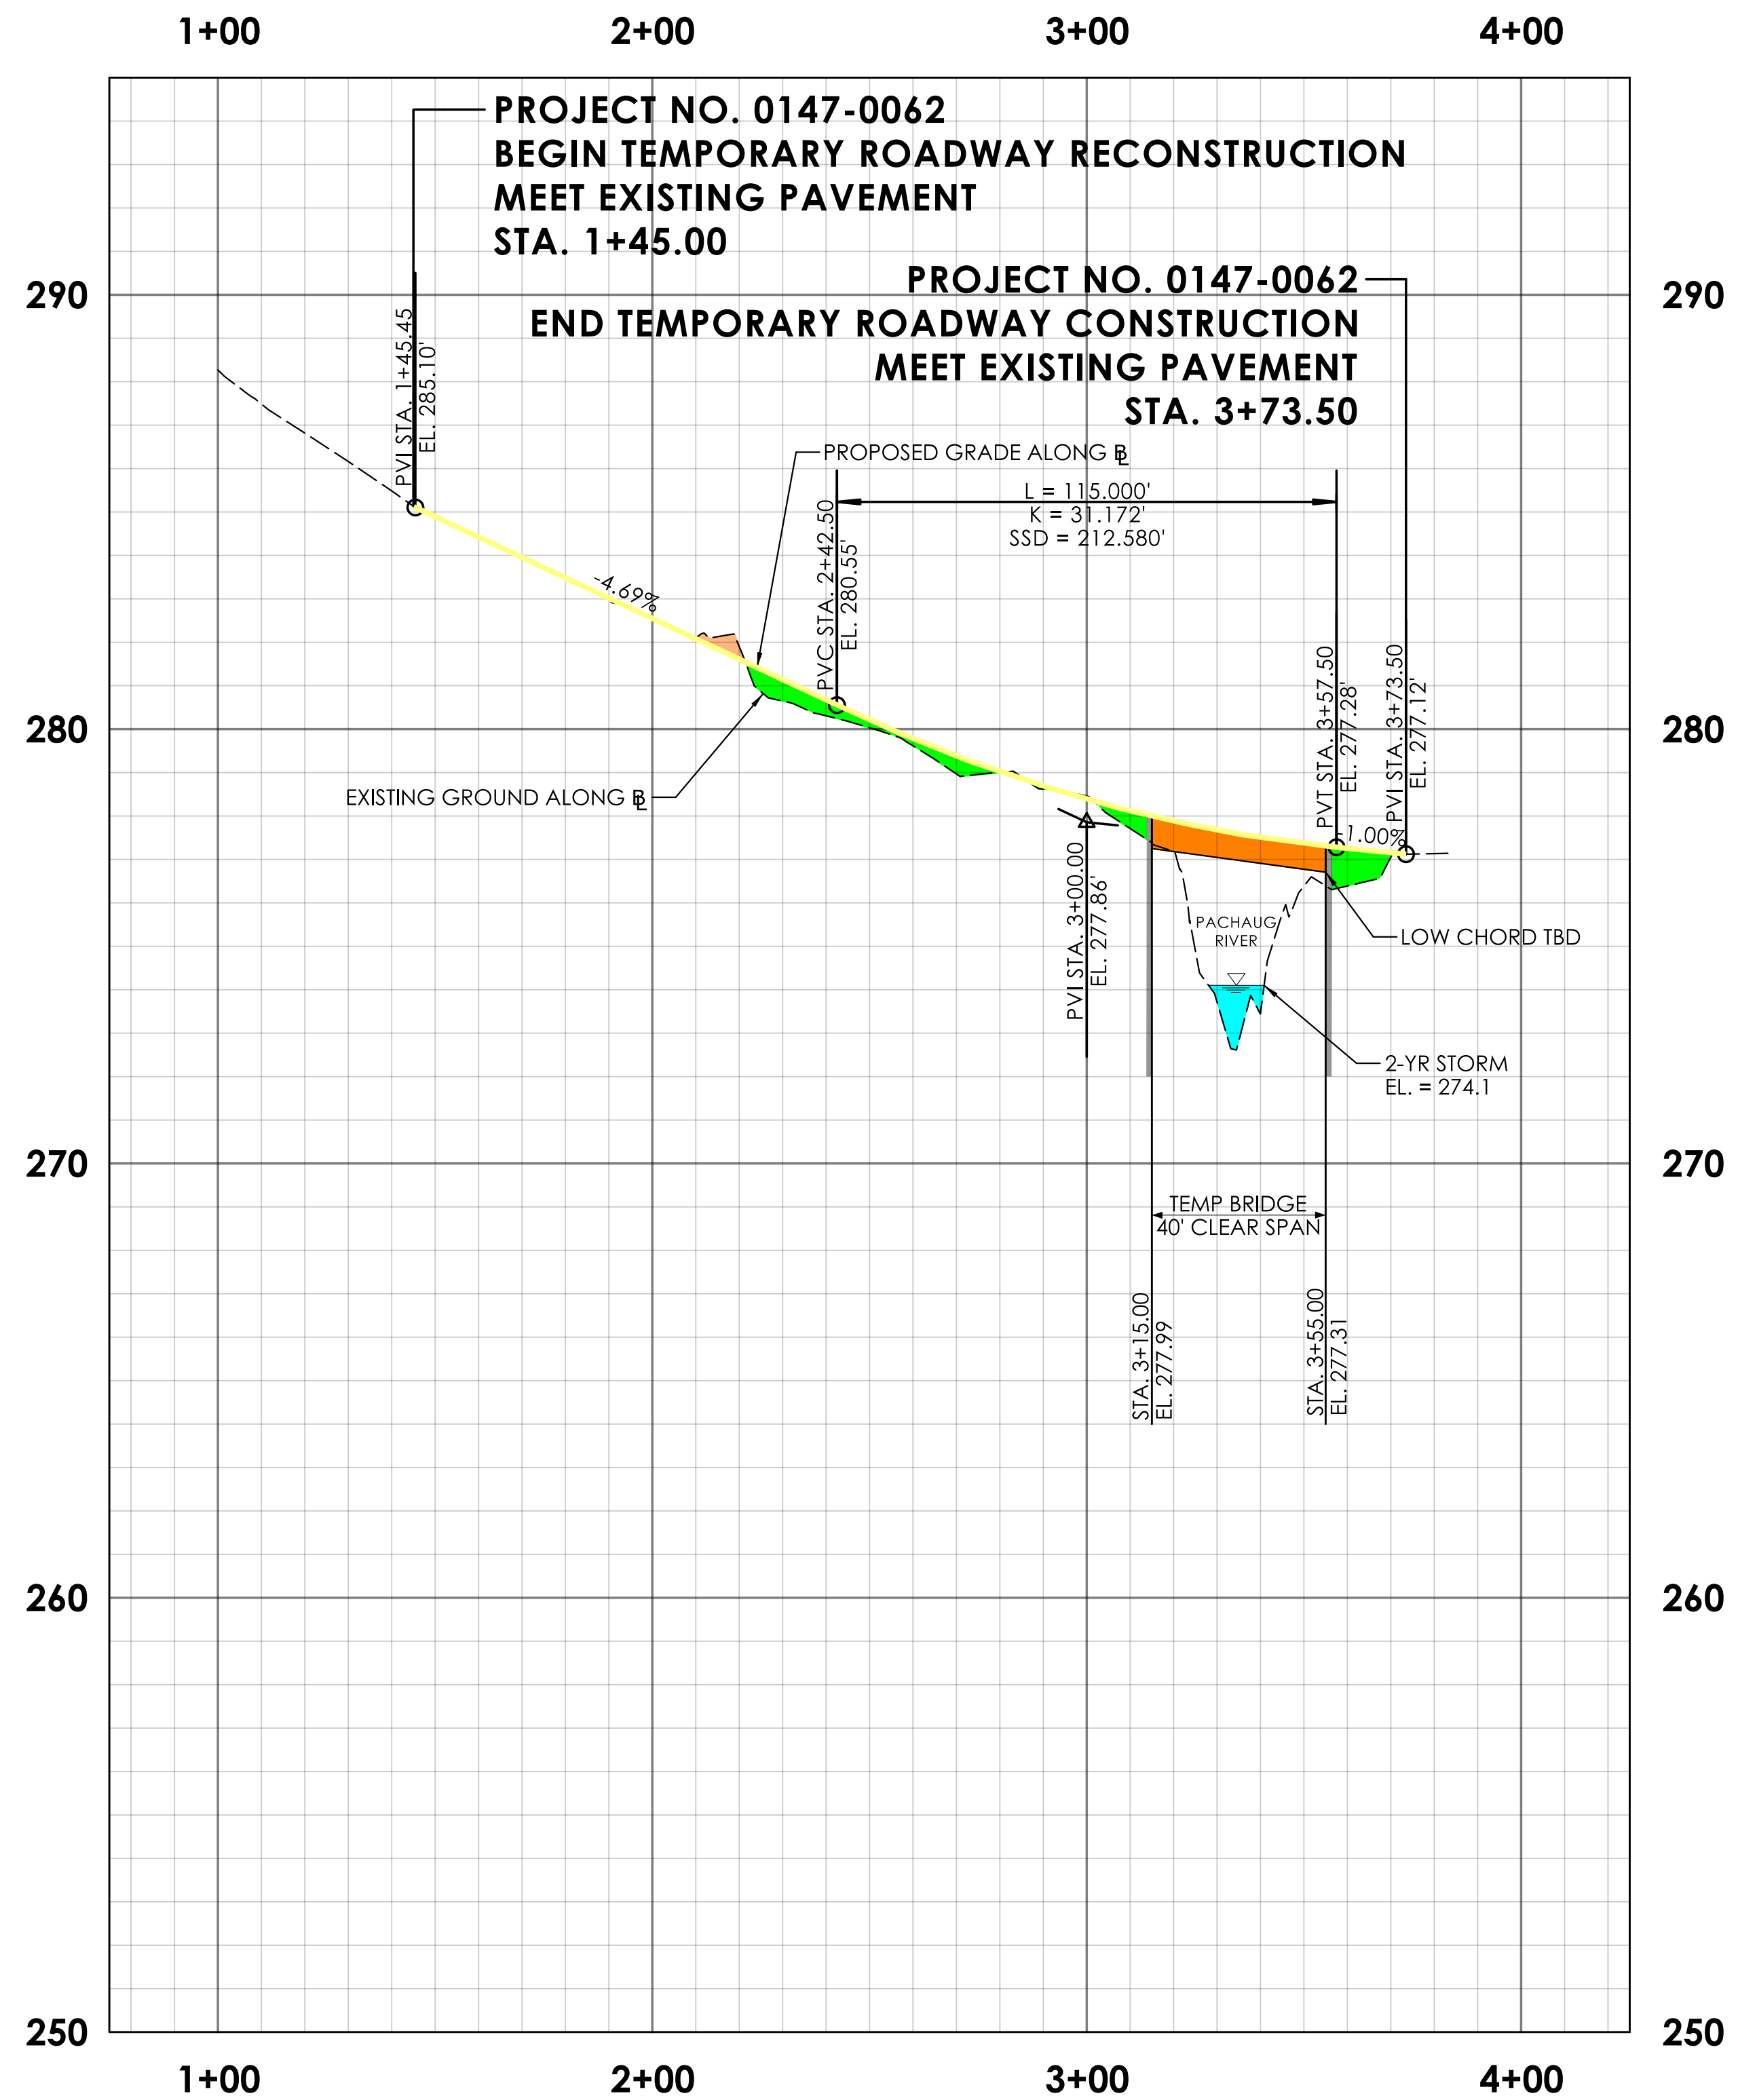 1+00 2+00 3+00 4+00
PROJECT NO. 0147-0062
BEGIN TEMPORARY ROADWAY RECONSTRUCTION
MEET EXISTING PAVEMENT
STA. 1+45.00
PROJECT NO. 0147-0062
END TEMPORARY ROADWAY CONSTRUCTION
MEET EXISTING PAVEMENT
STA. 3+73.50
290 290
PVI STA. 1+45.45
EL. 285.10'
PROPOSED GRADE ALONG BL
L = 115.000'
K = 31.172'
SSD = 212.580'
-4.69%
PVC STA. 2+42.50
EL. 280.55'
PVT STA. 3+57.50
EL. 277.28'
PVI STA. 3+73.50
EL. 277.12'
280 280
EXISTING GROUND ALONG BL
-1.00%
PVI STA. 3+00.00
EL. 277.86'
PACHAUG
RIVER
LOW CHORD TBD
2-YR STORM
EL. = 274.1
270 270
TEMP BRIDGE
40' CLEAR SPAN
STA. 3+15.00
EL. 277.99
STA. 3+55.00
EL. 277.31
260 260
250 250
1+00 2+00 3+00 4+00